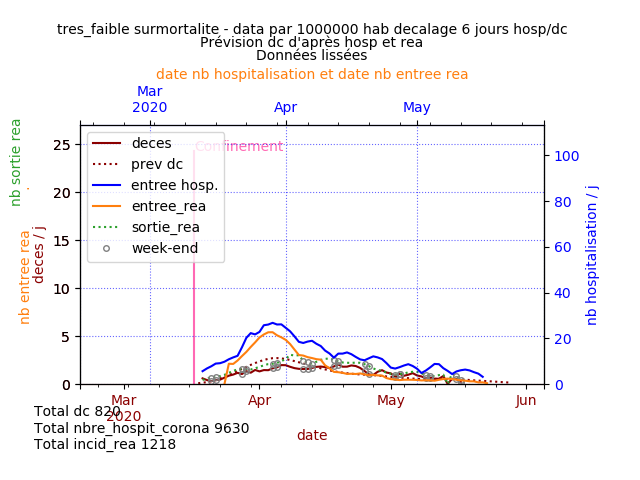 tres_faible surmortalite - data par 1000000 hab decalage 6 jours hosp/dc
Prévision dc d'après hosp et rea
Données lissées
date nb hospitalisation et date nb entree rea
Mar
2020
Apr
May
Confinement
deces
prev dc
entree hosp.
entree_rea
sortie_rea
week-end
nb sortie rea
.
nb entree rea
deces / j
25
20
15
10
5
0
100
80
60
40
20
0
nb hospitalisation / j
Mar
2020
Apr
May
Jun
date
Total dc 820
Total nbre_hospit_corona 9630
Total incid_rea 1218